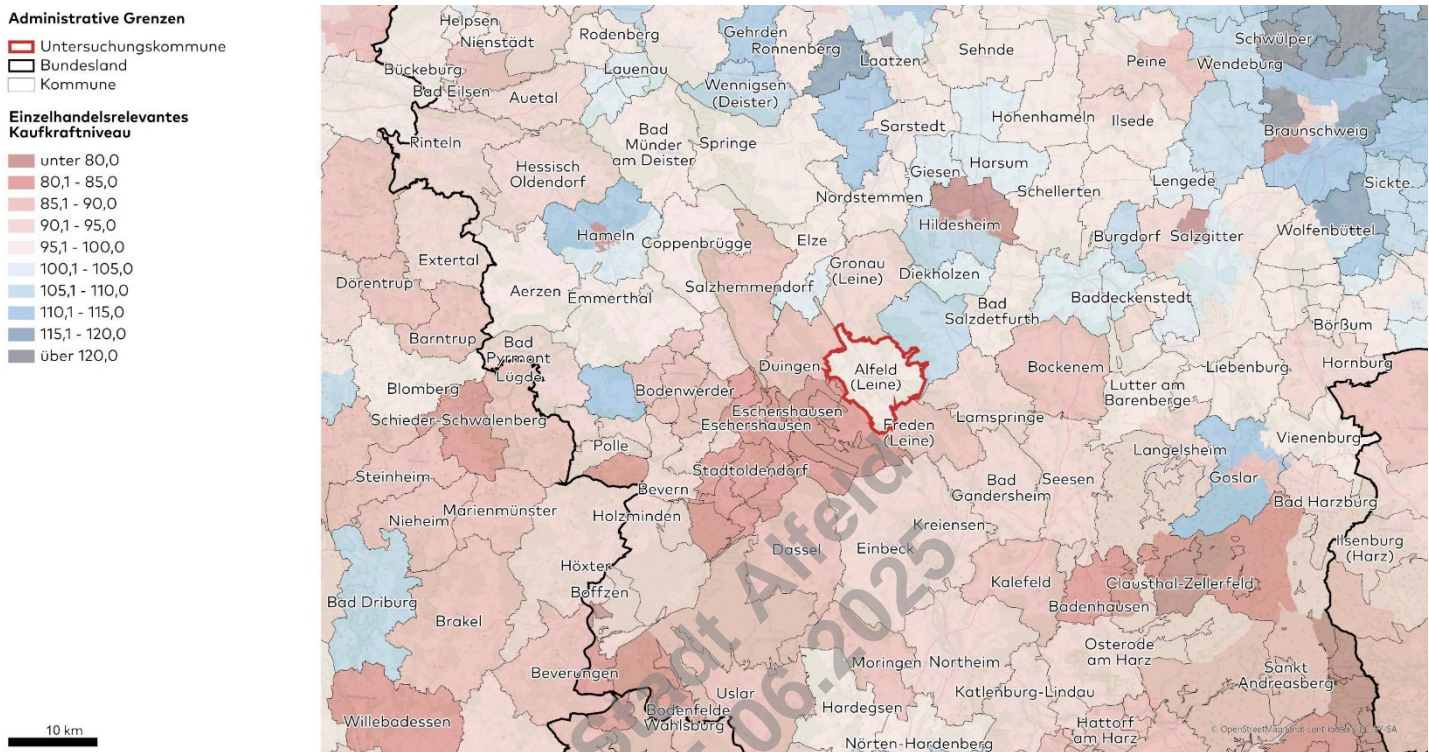 Administrative Grenzen
Untersuchungskommune
Bundesland
Kommune
Einzelhandelsrelevantes
Kaufkraftniveau
unter 80,0
80,1 - 85,0
85,1 - 90,0
90,1 - 95,0
95,1 - 100,0
100,1 - 105,0
105,1 - 110,0
110,1 - 115,0
115,1 - 120,0
über 120,0
10 km
Helpsen
Nienstädt
Rodenberg
Gehrden
Ronnenberg
Laatzen
Sehnde
Peine
Schwülper
Wendeburg
Bückeburg
Bad Eilsen
Auetal
Lauenau
Wennigsen
(Deister)
Rinteln
Bad
Münder
am Deister
Springe
Sarstedt
Hohenhameln
Ilsede
Braunschweig
Hessisch
Oldendorf
Giesen
Harsum
Nordstemmen
Schellerten
Lengede
Sickte
Hameln
Coppenbrügge
Elze
Hildesheim
Burgdorf
Salzgitter
Wolfenbüttel
Extertal
Dörentrup
Aerzen
Emmerthal
Salzhemmendorf
Gronau
(Leine)
Diekholzen
Bad
Salzdetfurth
Baddeckenstedt
Börßum
Barntrup
Bad
Pyrmont
Lügde
Duingen
Alfeld
(Leine)
Bockenem
Liebenburg
Hornburg
Blomberg
Bodenwerder
Lutter am
Barenberge
Schieder-Schwalenberg
Eschershausen
Eschershausen
Freden
(Leine)
Lamspringe
Vienenburg
Polle
Langelsheim
Steinheim
Stadtoldendorf
Goslar
Bevern
Bad
Gandersheim
Seesen
Bad Harzburg
Nieheim
Marienmünster
Holzminden
Kreiensen
Ilsenburg
(Harz)
Dassel
Einbeck
Höxter
Boffzen
Kalefeld
Clausthal-Zellerfeld
Badenhausen
Bad Driburg
Brakel
Osterode
am Harz
Beverungen
Moringen
Northeim
Sankt
Andreasberg
Uslar
Katlenburg-Lindau
Willebadessen
Bodenfelde
Wahlsburg
Hardegsen
Hattorf
am Harz
Nörten-Hardenberg
Stadt Alfeld
06.2025